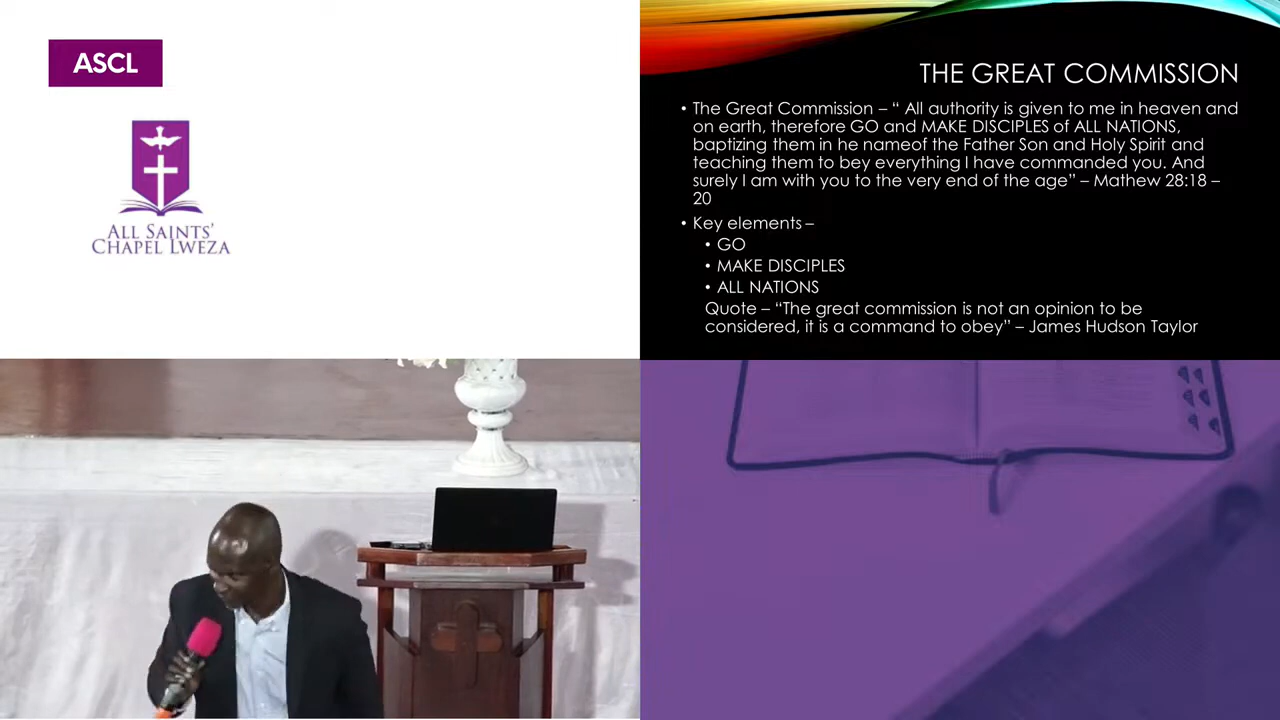 ASCL
ALL SAINTS'
CHAPEL LWEZA
THE GREAT COMMISSION
• The Great Commission – “ All authority is given to me in heaven and
on earth, therefore GO and MAKE DISCIPLES of ALL NATIONS,
baptizing them in he nameof the Father Son and Holy Spirit and
teaching them to bey everything I have commanded you. And
surely I am with you to the very end of the age” – Mathew 28:18 –
20
• Key elements –
• GO
• MAKE DISCIPLES
• ALL NATIONS
Quote – “The great commission is not an opinion to be
considered, it is a command to obey” – James Hudson Taylor